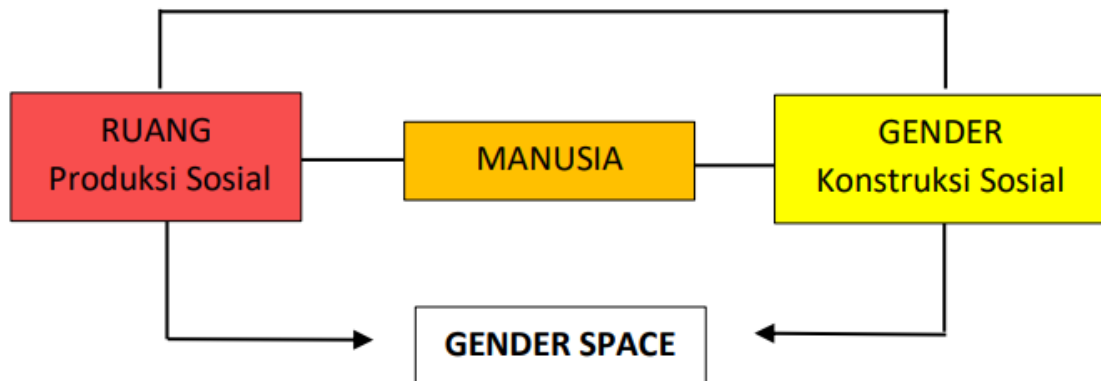 RUANG
Produksi Sosial
MANUSIA
GENDER
Konstruksi Sosial
GENDER SPACE